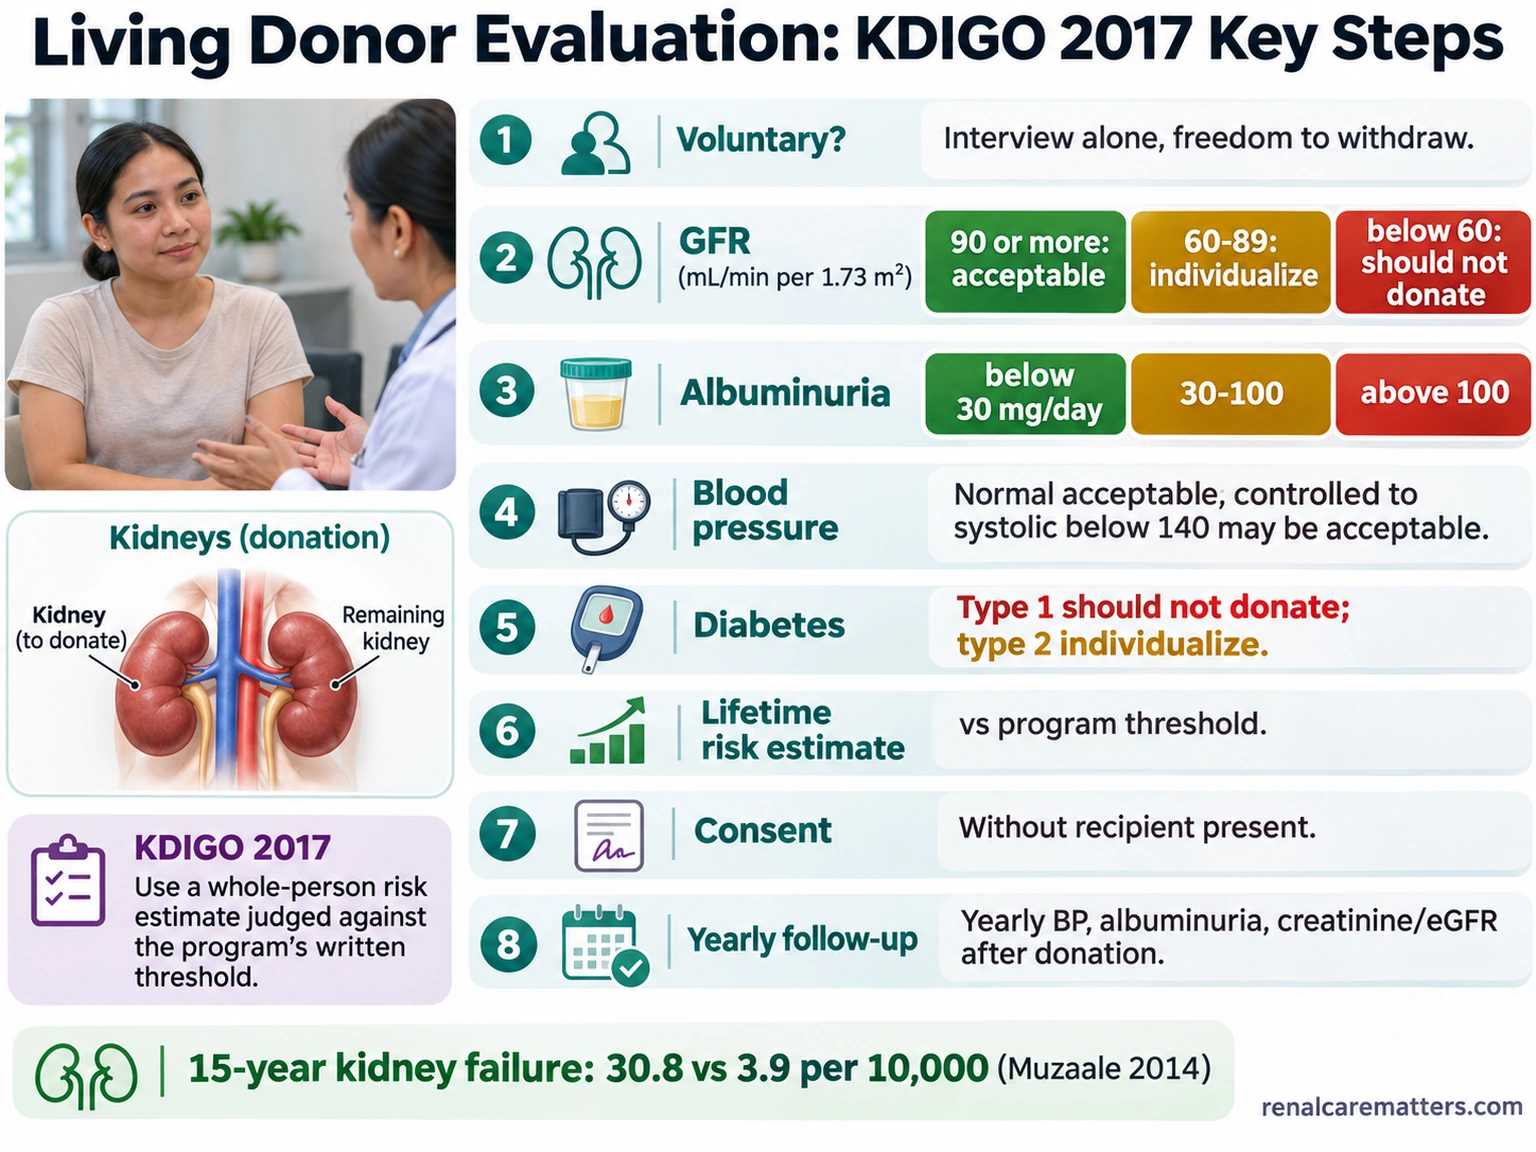 Living Donor Evaluation: KDIGO 2017 Key Steps
1
Voluntary?
Interview alone, freedom to withdraw.
2
GFR
(mL/min per 1.73 m²)
90 or more:
acceptable
60-89:
individualize
below 60:
should not
donate
3
Albuminuria
below
30 mg/day
30-100
above 100
4
Blood
pressure
Normal acceptable, controlled to
systolic below 140 may be acceptable.
5
Diabetes
Type 1 should not donate;
type 2 individualize.
6
Lifetime
risk estimate
vs program threshold.
7
Consent
Without recipient present.
8
Yearly follow-up
Yearly BP, albuminuria, creatinine/eGFR
after donation.
Kidneys (donation)
Kidney
(to donate)
Remaining
kidney
KDIGO 2017
Use a whole-person risk
estimate judged against
the program's written
threshold.
15-year kidney failure: 30.8 vs 3.9 per 10,000 (Muzaale 2014)
renalcarematters.com